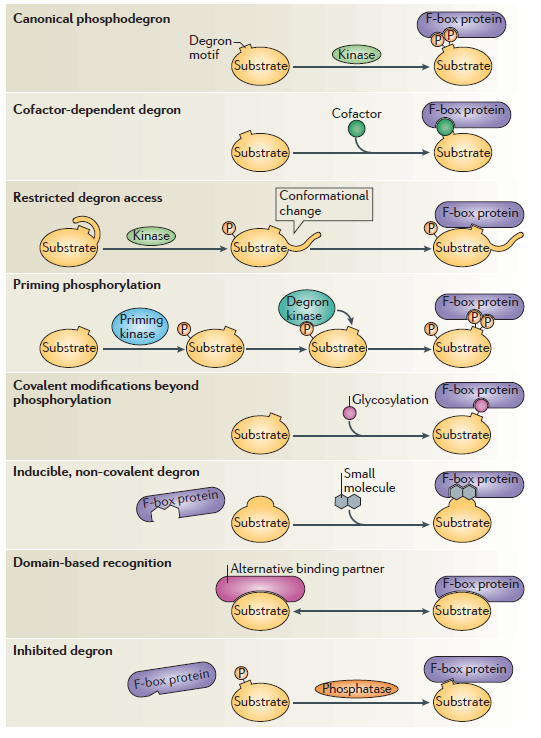 Canonical phosphodegron
Degron
motif
Substrate
Kinase
F-box protein
P
P
Substrate
Cofactor-dependent degron
Substrate
Cofactor
F-box protein
Substrate
Restricted degron access
Substrate
Kinase
P
Substrate
Conformational
change
P
F-box protein
Substrate
Priming phosphorylation
Substrate
Priming
kinase
P
Substrate
Degron
kinase
P
Substrate
F-box protein
P
P
P
Substrate
Covalent modifications beyond
phosphorylation
Substrate
Glycosylation
F-box protein
Substrate
Inducible, non-covalent degron
F-box protein
Substrate
Small
molecule
F-box protein
Substrate
Domain-based recognition
Alternative binding partner
Substrate
F-box protein
Substrate
Inhibited degron
F-box protein
P
Substrate
Phosphatase
F-box protein
Substrate